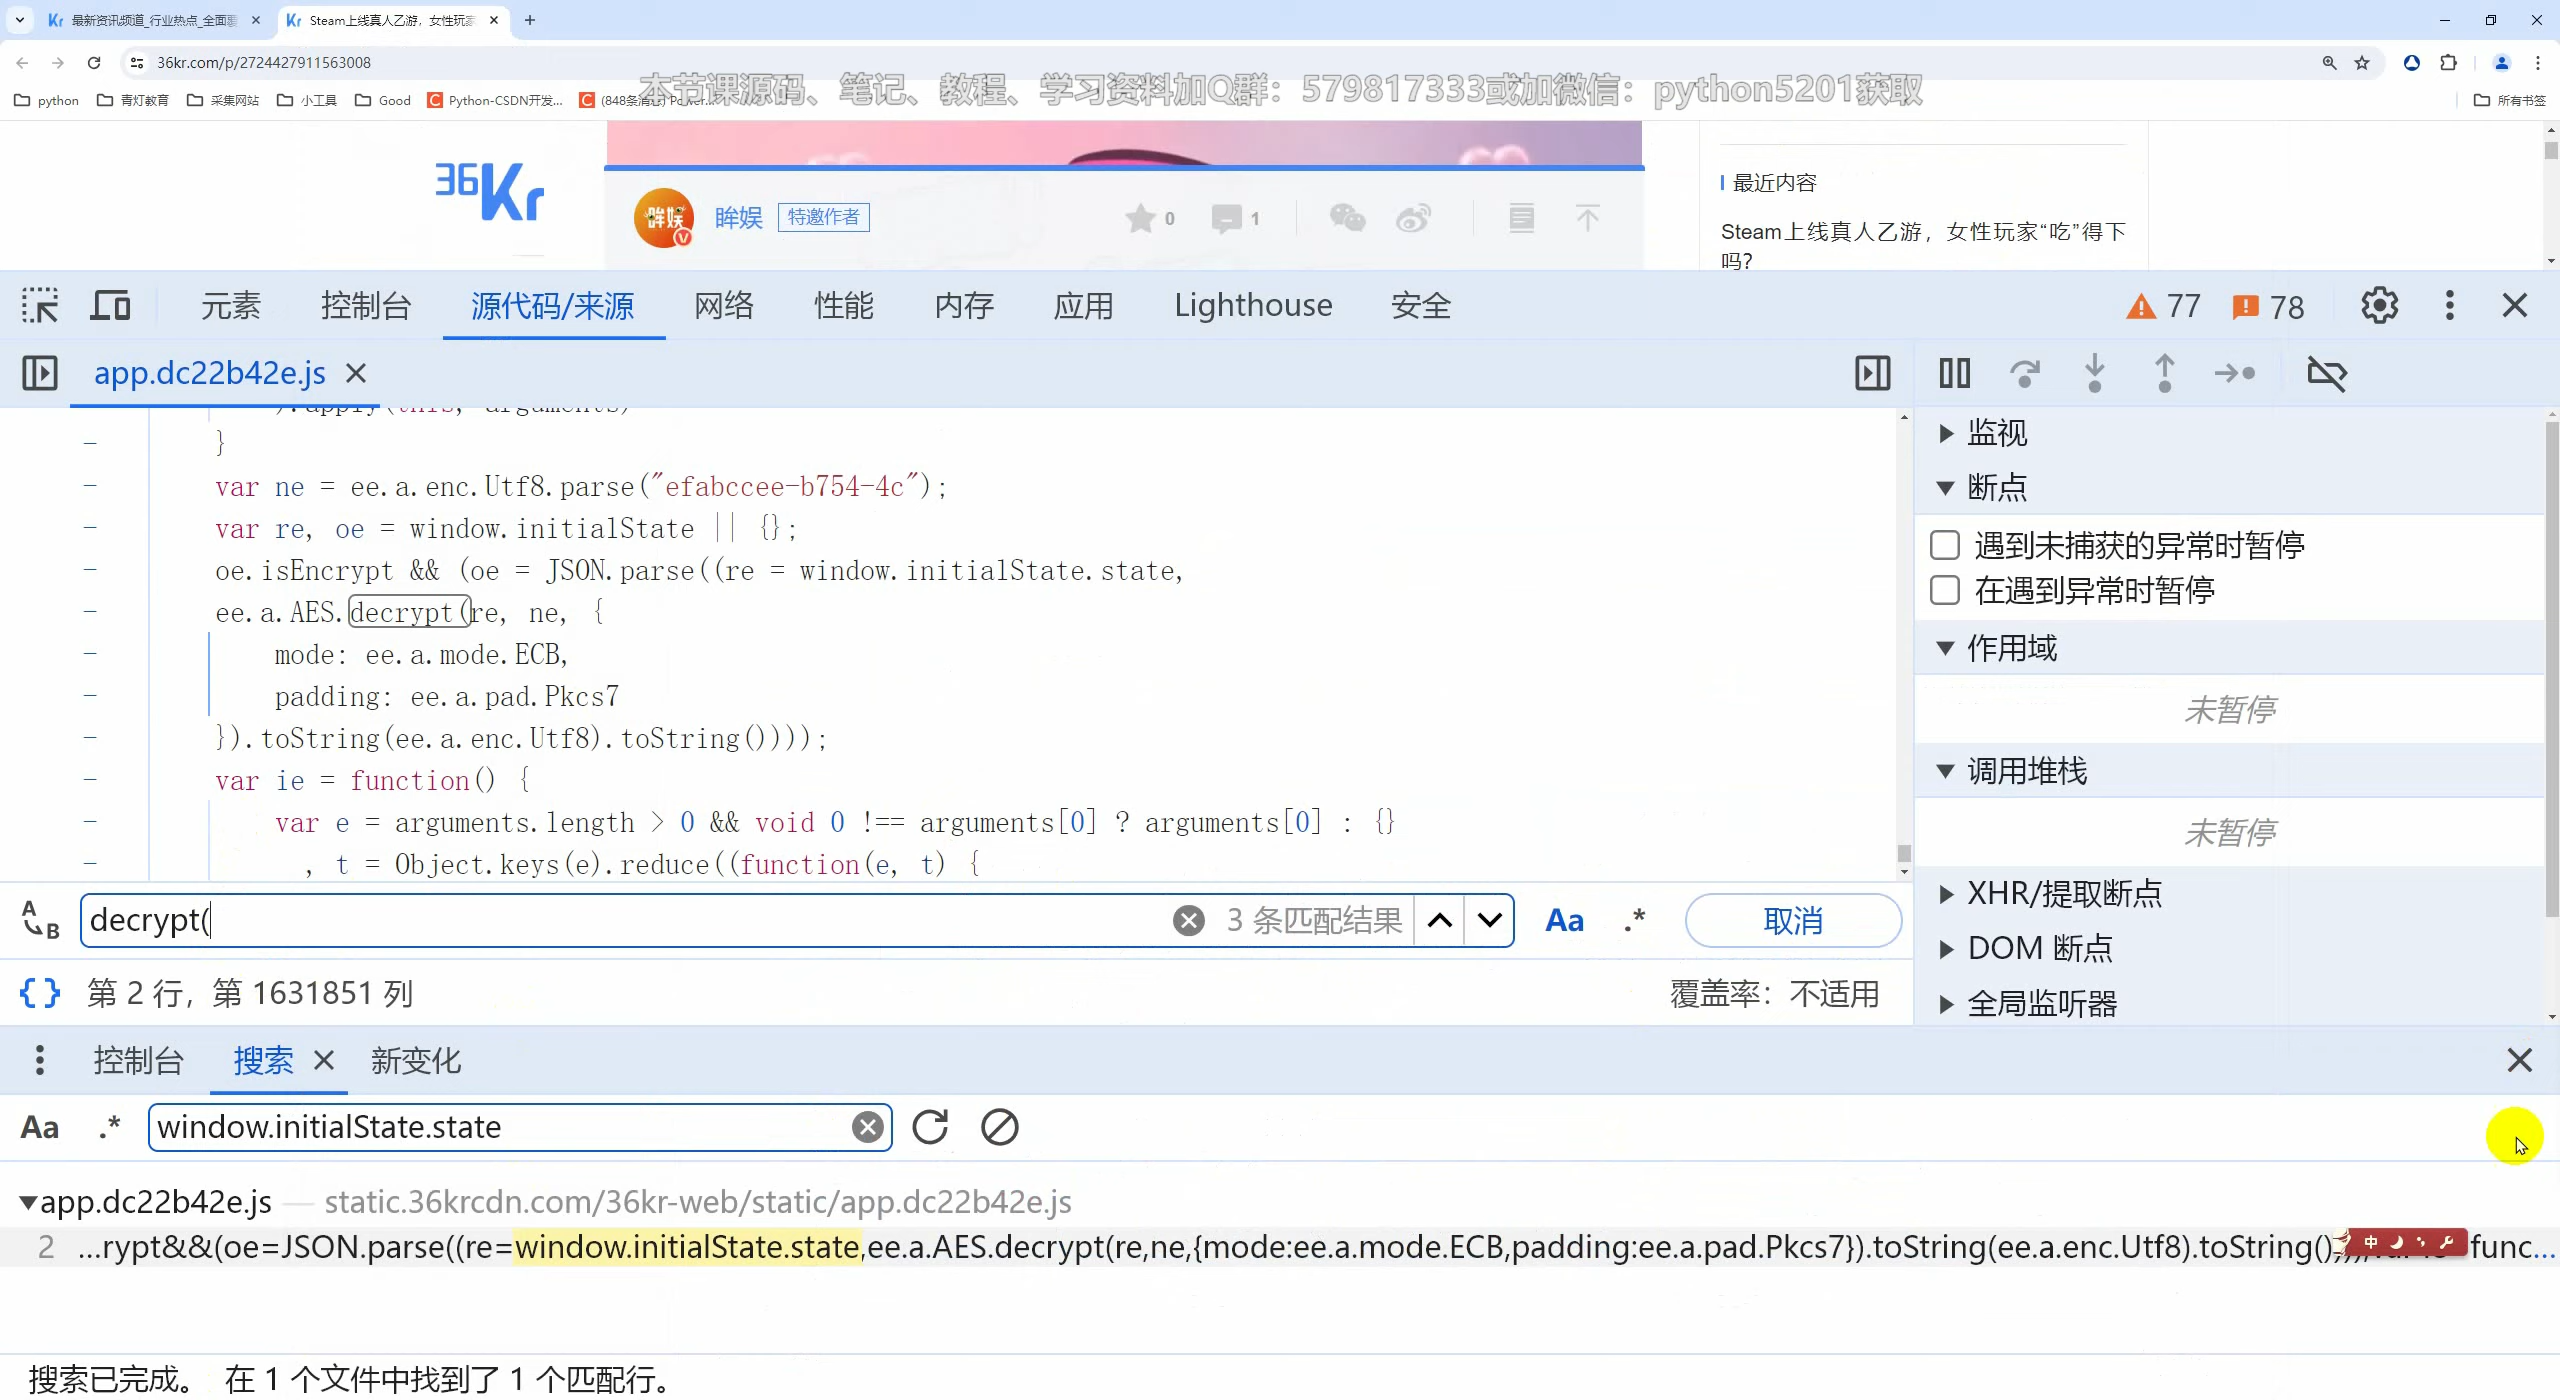 最新资讯频道_行业热点_全面覆
Steam上线真人乙游，女性玩家
36kr.com/p/2724427911563008
本节课源码、笔记、教程、学习资料加Q群：579817333或加微信：python5201获取
python
青灯教育
采集网站
小工具
Good
Python-CSDN开发...
所有书签
36Kr
眸娱
眸娱
特邀作者
0
1
最近内容
Steam上线真人乙游，女性玩家“吃”得下
吗？
元素 控制台 源代码/来源 网络 性能 内存 应用 Lighthouse 安全
77
78
app.dc22b42e.js
).apply(this, arguments)
}
var ne = ee.a.enc.Utf8.parse("efabccee-b754-4c");
var re, oe = window.initialState || {};
oe.isEncrypt && (oe = JSON.parse((re = window.initialState.state,
ee.a.AES.decrypt(re, ne, {
mode: ee.a.mode.ECB,
padding: ee.a.pad.Pkcs7
}).toString(ee.a.enc.Utf8).toString())));
var ie = function() {
var e = arguments.length > 0 && void 0 !== arguments[0] ? arguments[0] : {}
, t = Object.keys(e).reduce((function(e, t) {
监视
断点
遇到未捕获的异常时暂停
在遇到异常时暂停
作用域
未暂停
调用堆栈
未暂停
XHR/提取断点
DOM 断点
全局监听器
decrypt(
3 条匹配结果
Aa
.*
取消
{ } 第 2 行，第 1631851 列
覆盖率：不适用
控制台 搜索 新变化
Aa
.*
window.initialState.state
app.dc22b42e.js — static.36krcdn.com/36kr-web/static/app.dc22b42e.js
2 …rypt&&(oe=JSON.parse((re=window.initialState.state,ee.a.AES.decrypt(re,ne,{mode:ee.a.mode.ECB,padding:ee.a.pad.Pkcs7}).toString(ee.a.enc.Utf8).toString() func…
中
搜索已完成。 在 1 个文件中找到了 1 个匹配行。